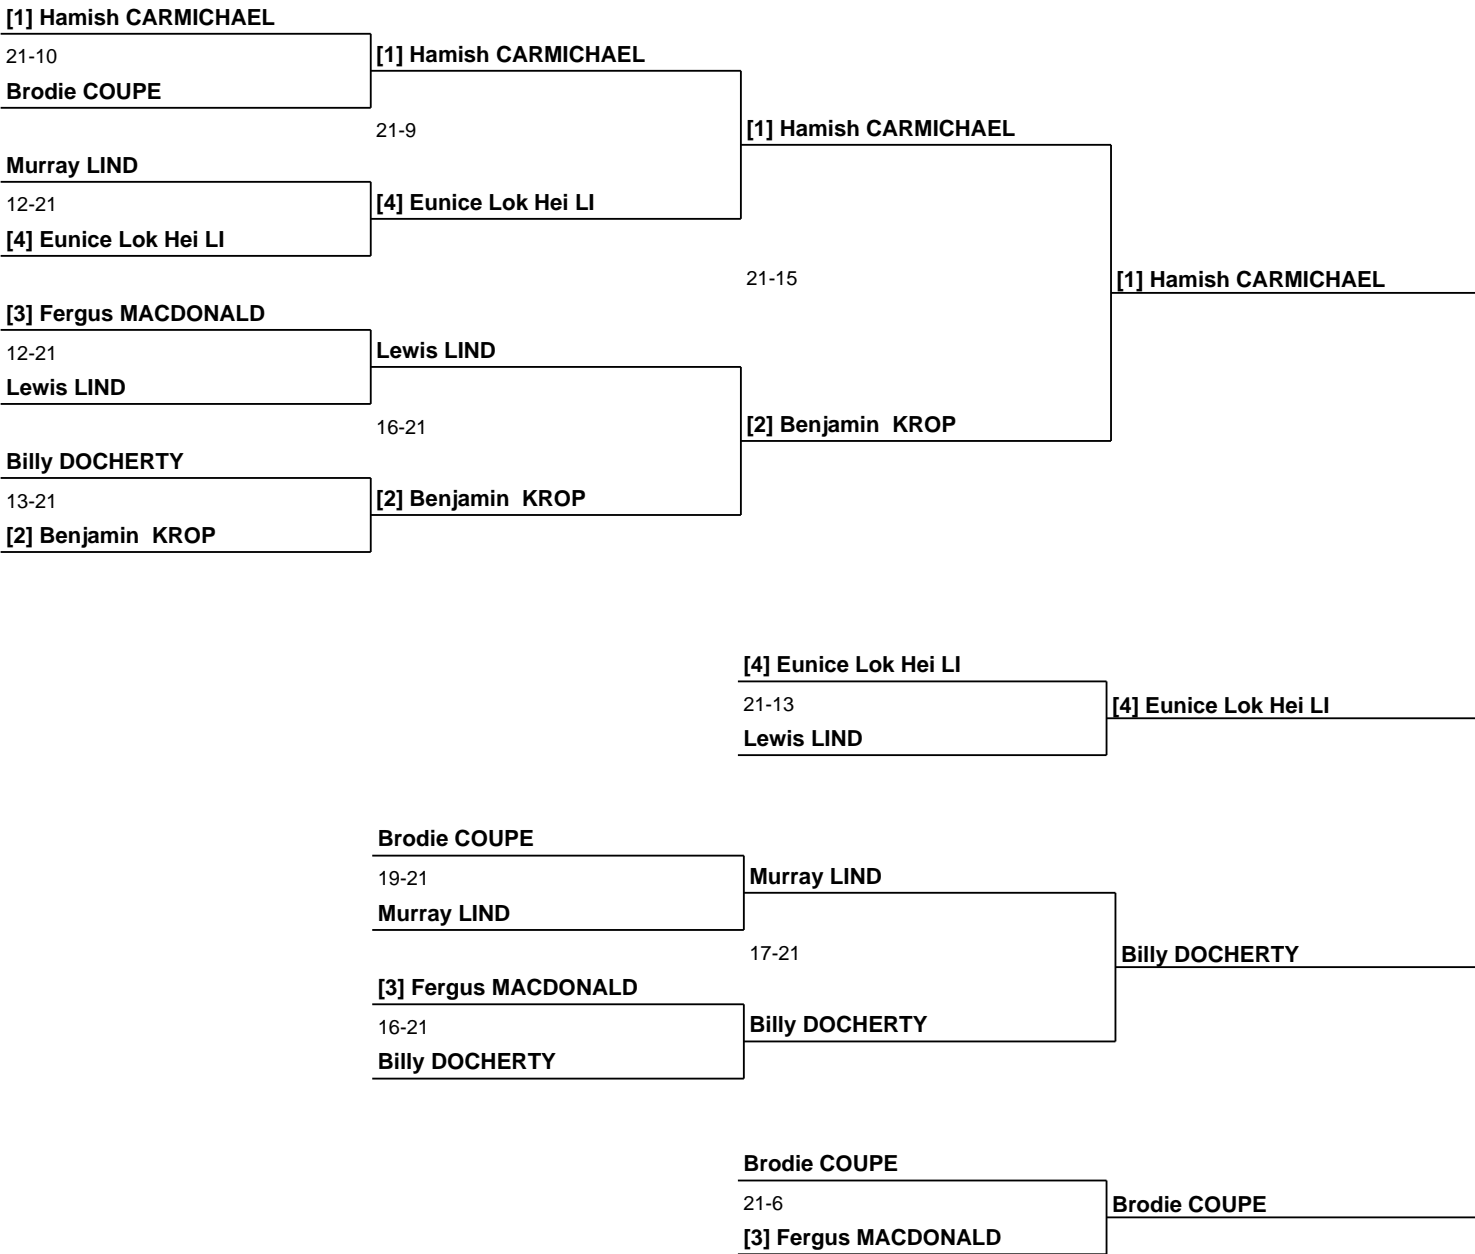 [1] Hamish CARMICHAEL
21-10
[1] Hamish CARMICHAEL
Brodie COUPE
21-9
[1] Hamish CARMICHAEL
Murray LIND
12-21
[4] Eunice Lok Hei LI
[4] Eunice Lok Hei LI
21-15
[1] Hamish CARMICHAEL
[3] Fergus MACDONALD
12-21
Lewis LIND
Lewis LIND
16-21
[2] Benjamin  KROP
Billy DOCHERTY
13-21
[2] Benjamin  KROP
[2] Benjamin  KROP
[4] Eunice Lok Hei LI
21-13
[4] Eunice Lok Hei LI
Lewis LIND
Brodie COUPE
19-21
Murray LIND
Murray LIND
17-21
Billy DOCHERTY
[3] Fergus MACDONALD
16-21
Billy DOCHERTY
Billy DOCHERTY
Brodie COUPE
21-6
Brodie COUPE
[3] Fergus MACDONALD